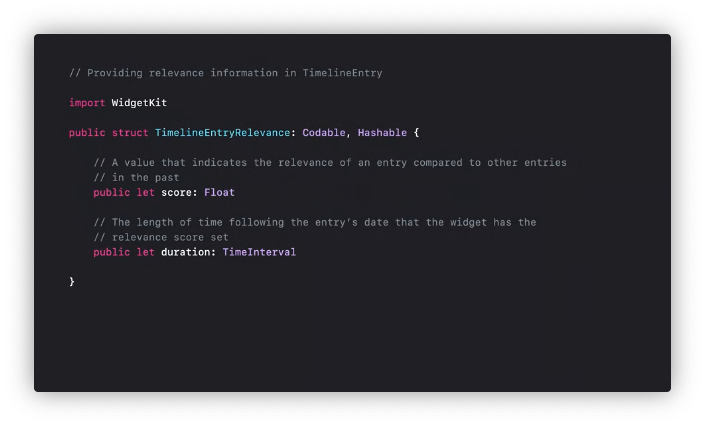 // Providing relevance information in TimelineEntry
import WidgetKit
public struct TimelineEntryRelevance: Codable, Hashable {
// A value that indicates the relevance of an entry compared to other entries
// in the past
public let score: Float
// The length of time following the entry's date that the widget has the
// relevance score set
public let duration: TimeInterval
}